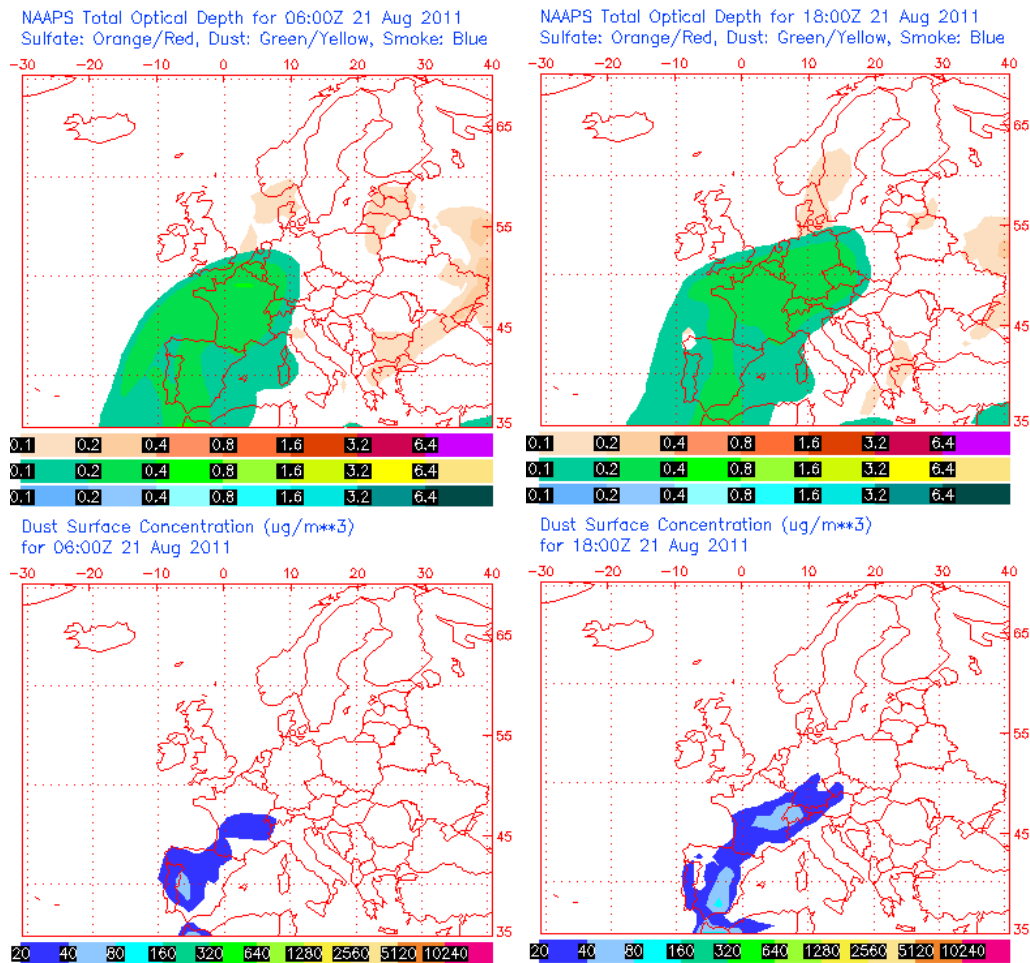 NAAPS Total Optical Depth for 06:00Z 21 Aug 2011
Sulfate: Orange/Red, Dust: Green/Yellow, Smoke: Blue
-30 -20 -10 0 10 20 30 40
65
55
45
35
0.1 0.2 0.4 0.8 1.6 3.2 6.4
0.1 0.2 0.4 0.8 1.6 3.2 6.4
0.1 0.2 0.4 0.8 1.6 3.2 6.4
NAAPS Total Optical Depth for 18:00Z 21 Aug 2011
Sulfate: Orange/Red, Dust: Green/Yellow, Smoke: Blue
-30 -20 -10 0 10 20 30 40
65
55
45
35
0.1 0.2 0.4 0.8 1.6 3.2 6.4
0.1 0.2 0.4 0.8 1.6 3.2 6.4
0.1 0.2 0.4 0.8 1.6 3.2 6.4
Dust Surface Concentration (ug/m**3)
for 06:00Z 21 Aug 2011
-30 -20 -10 0 10 20 30 40
65
55
45
35
20 40 80 160 320 640 1280 2560 5120 10240
Dust Surface Concentration (ug/m**3)
for 18:00Z 21 Aug 2011
-30 -20 -10 0 10 20 30 40
65
55
45
35
20 40 80 160 320 640 1280 2560 5120 10240